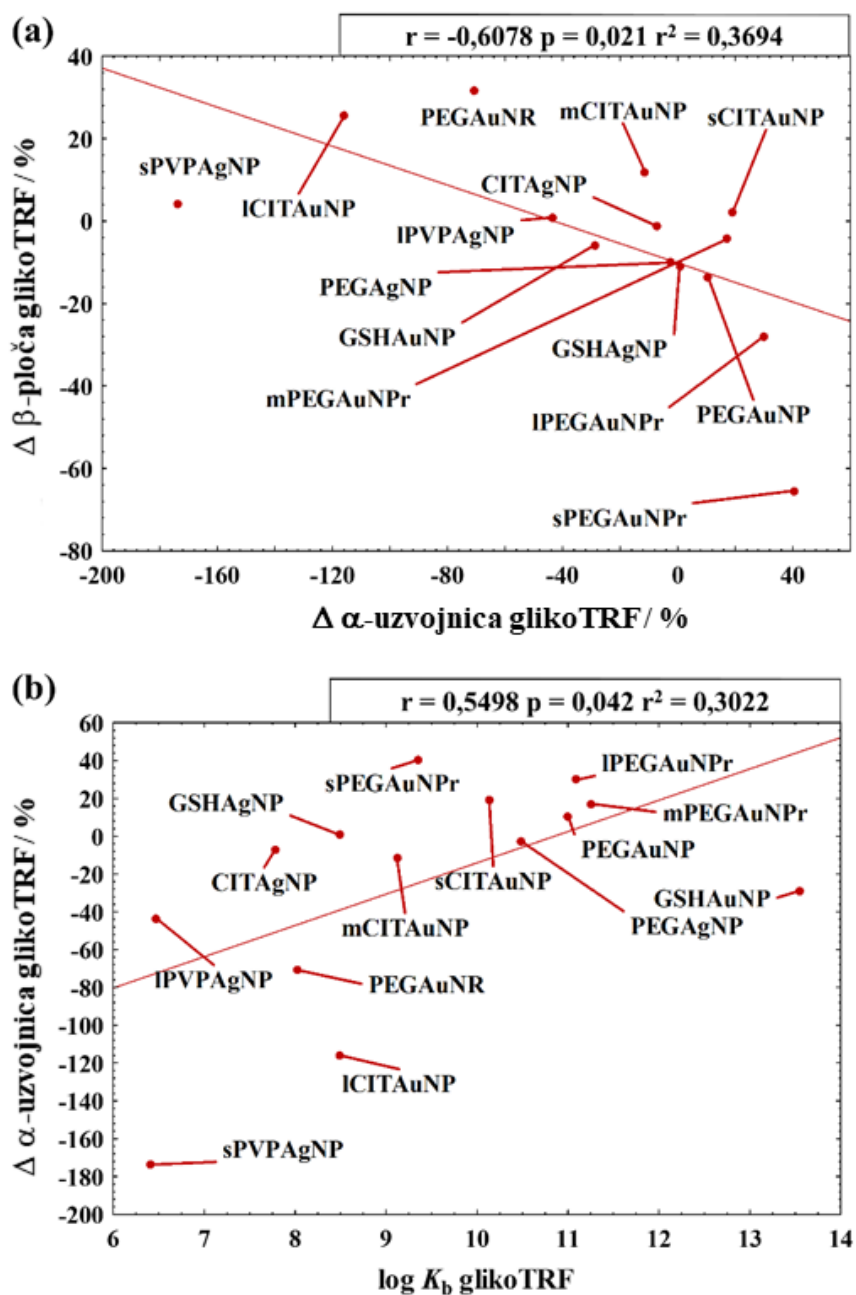 (a)
r = -0,6078 p = 0,021 r² = 0,3694
40
20
0
-20
-40
-60
-80
Δ β-ploča glikoTRF / %
PEGAuNR
mCITAuNP
sCITAuNP
sPVPAgNP
lCITAuNP
CITAgNP
lPVPAgNP
PEGAgNP
GSHAuNP
GSHAgNP
mPEGAuNPr
lPEGAuNPr
PEGAuNP
sPEGAuNPr
-200 -160 -120 -80 -40 0 40
Δ α-uzvojnica glikoTRF/ %
(b)
r = 0,5498 p = 0,042 r² = 0,3022
60
40
20
0
-20
-40
-60
-80
-100
-120
-140
-160
-180
-200
Δ α-uzvojnica glikoTRF/ %
sPEGAuNPr
lPEGAuNPr
GSHAgNP
mPEGAuNPr
CITAgNP
sCITAuNP
PEGAuNP
mCITAuNP
GSHAuNP
PEGAgNP
lPVPAgNP
PEGAuNR
lCITAuNP
sPVPAgNP
6 7 8 9 10 11 12 13 14
log Kb glikoTRF